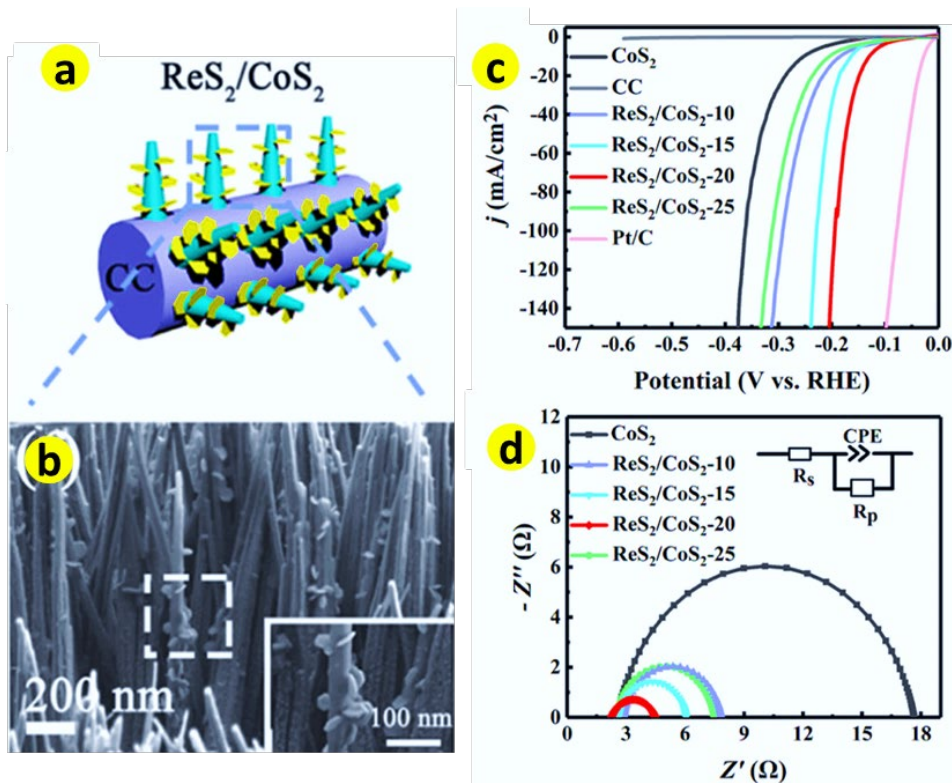 a
ReS₂/CoS₂
CC
b
200 nm
100 nm
c
0
-20
-40
-60
-80
-100
-120
-140
j (mA/cm²)
CoS₂
CC
ReS₂/CoS₂-10
ReS₂/CoS₂-15
ReS₂/CoS₂-20
ReS₂/CoS₂-25
Pt/C
-0.7 -0.6 -0.5 -0.4 -0.3 -0.2 -0.1 0.0
Potential (V vs. RHE)
d
12
10
8
6
4
2
0
- Z'' (Ω)
CoS₂
ReS₂/CoS₂-10
ReS₂/CoS₂-15
ReS₂/CoS₂-20
ReS₂/CoS₂-25
CPE
Rs
Rp
0 3 6 9 12 15 18
Z' (Ω)